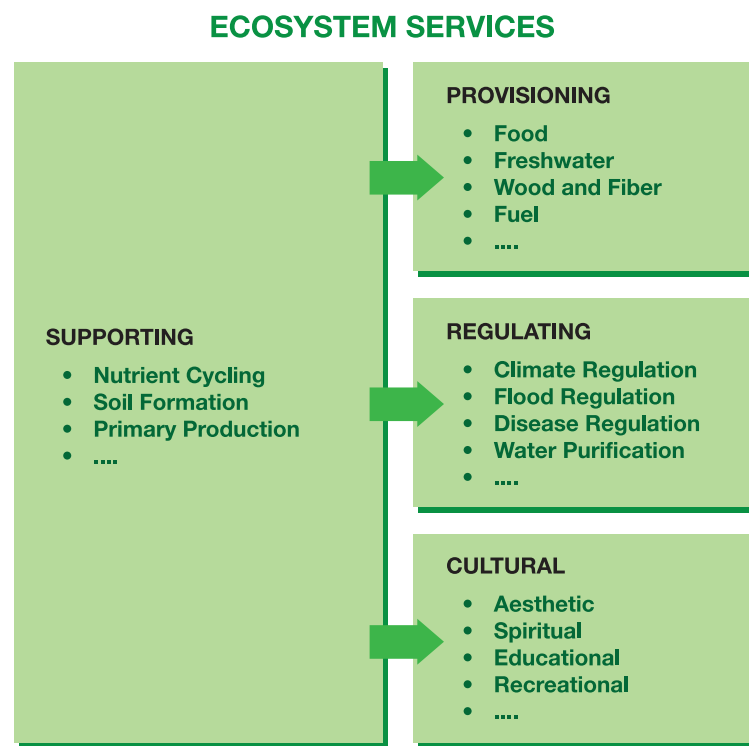 ECOSYSTEM SERVICES
SUPPORTING
• Nutrient Cycling
• Soil Formation
• Primary Production
• ....
PROVISIONING
• Food
• Freshwater
• Wood and Fiber
• Fuel
• ....
REGULATING
• Climate Regulation
• Flood Regulation
• Disease Regulation
• Water Purification
• ....
CULTURAL
• Aesthetic
• Spiritual
• Educational
• Recreational
• ....